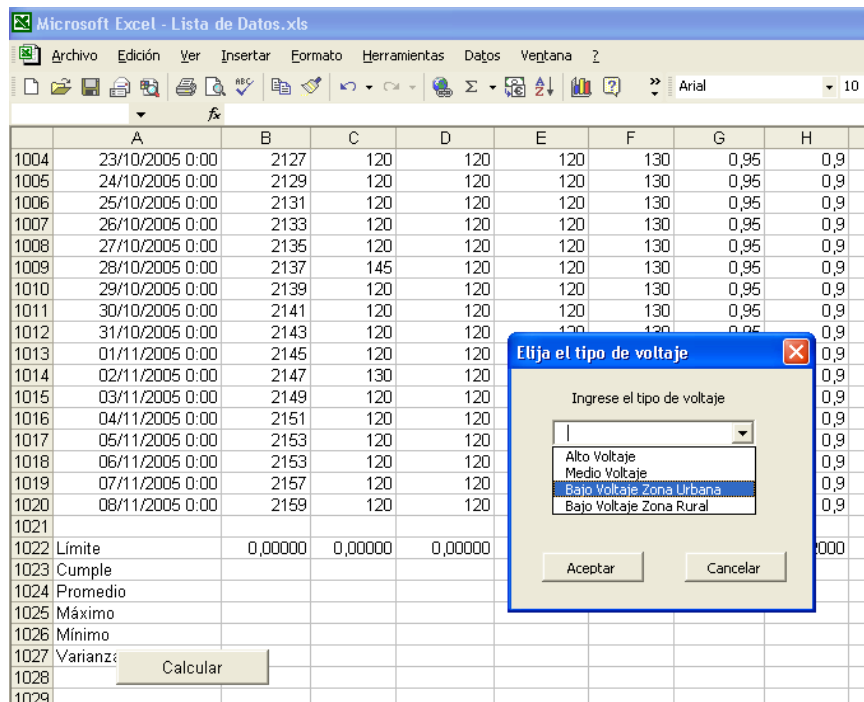 Microsoft Excel - Lista de Datos.xls
Archivo Edición Ver Insertar Formato Herramientas Datos Ventana ?
ABC Σ A Z Arial 10
fx
A B C D E F G H
1004 23/10/2005 0:00 2127 120 120 120 130 0,95 0,9
1005 24/10/2005 0:00 2129 120 120 120 130 0,95 0,9
1006 25/10/2005 0:00 2131 120 120 120 130 0,95 0,9
1007 26/10/2005 0:00 2133 120 120 120 130 0,95 0,9
1008 27/10/2005 0:00 2135 120 120 120 130 0,95 0,9
1009 28/10/2005 0:00 2137 145 120 120 130 0,95 0,9
1010 29/10/2005 0:00 2139 120 120 120 130 0,95 0,9
1011 30/10/2005 0:00 2141 120 120 120 130 0,95 0,9
1012 31/10/2005 0:00 2143 120 120 120 130 0,95 0,9
1013 01/11/2005 0:00 2145 120 120 0,9
1014 02/11/2005 0:00 2147 130 120 0,9
1015 03/11/2005 0:00 2149 120 120 0,9
1016 04/11/2005 0:00 2151 120 120 0,9
1017 05/11/2005 0:00 2153 120 120 0,9
1018 06/11/2005 0:00 2153 120 120 0,9
1019 07/11/2005 0:00 2157 120 120 0,9
1020 08/11/2005 0:00 2159 120 120 0,9
1021
1022 Límite 0,00000 0,00000 0,00000 2000
1023 Cumple
1024 Promedio
1025 Máximo
1026 Mínimo
1027 Varianza
1028
1029
Calcular
Elija el tipo de voltaje
Ingrese el tipo de voltaje
Alto Voltaje
Medio Voltaje
Bajo Voltaje Zona Urbana
Bajo Voltaje Zona Rural
Aceptar Cancelar